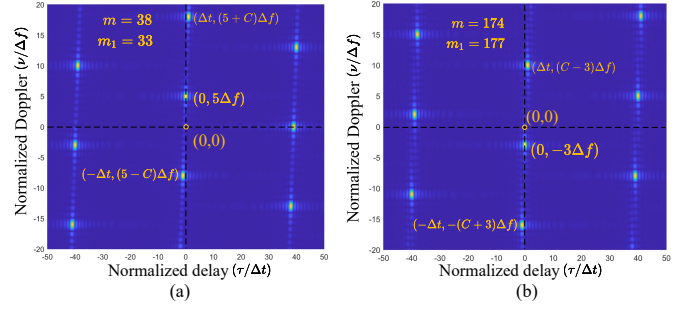 m = 38
m₁ = 33
(Δt, (5 + C)Δf)
(0, 5Δf)
(0,0)
(−Δt, (5 − C)Δf)
Normalized Doppler (ν/Δf)
20
15
10
5
0
-5
-10
-15
20
-50 -40 -30 -20 -10 0 10 20 30 40 50
Normalized delay (τ/Δt)
(a)
m = 174
m₁ = 177
(Δt, (C − 3)Δf)
(0,0)
(0, −3Δf)
(−Δt, −(C + 3)Δf)
Normalized Doppler (ν/Δf)
20
15
10
5
0
-5
-10
-15
20
-50 -40 -30 -20 -10 0 10 20 30 40 50
Normalized delay (τ/Δt)
(b)